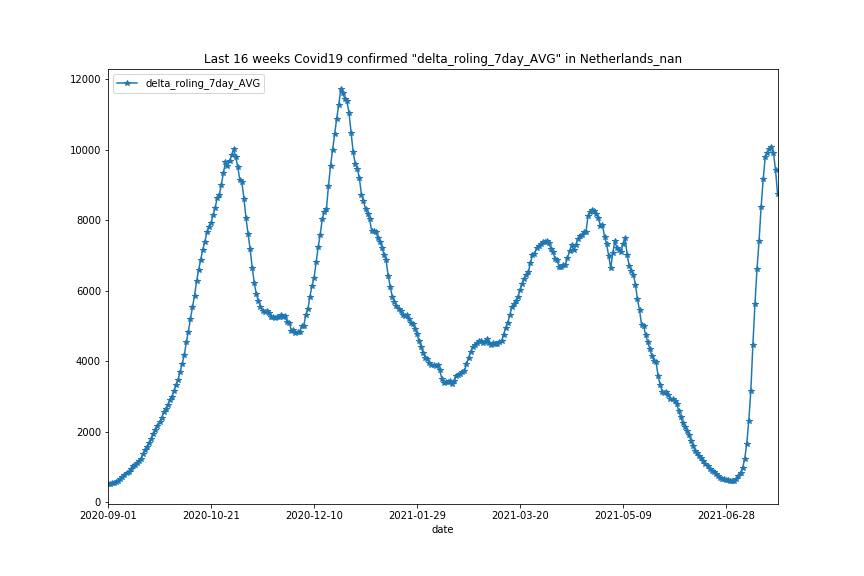 Last 16 weeks Covid19 confirmed "delta_roling_7day_AVG" in Netherlands_nan
delta_roling_7day_AVG
12000
10000
8000
6000
4000
2000
0
2020-09-01 2020-10-21 2020-12-10 2021-01-29 2021-03-20 2021-05-09 2021-06-28
date